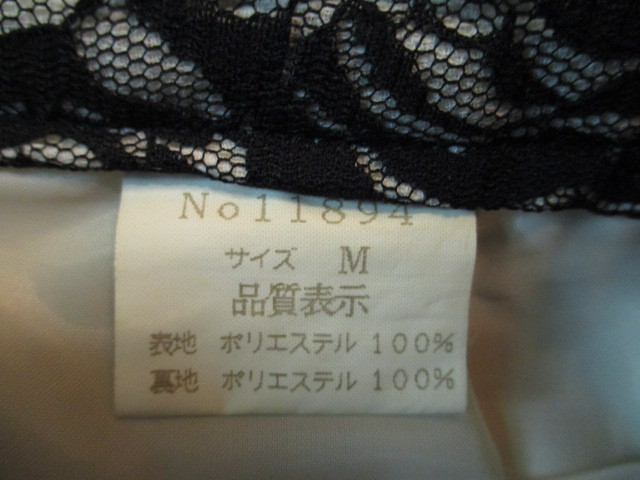 No11894
サイズ M
品質表示
表地 ポリエステル 100%
裏地 ポリエステル 100%